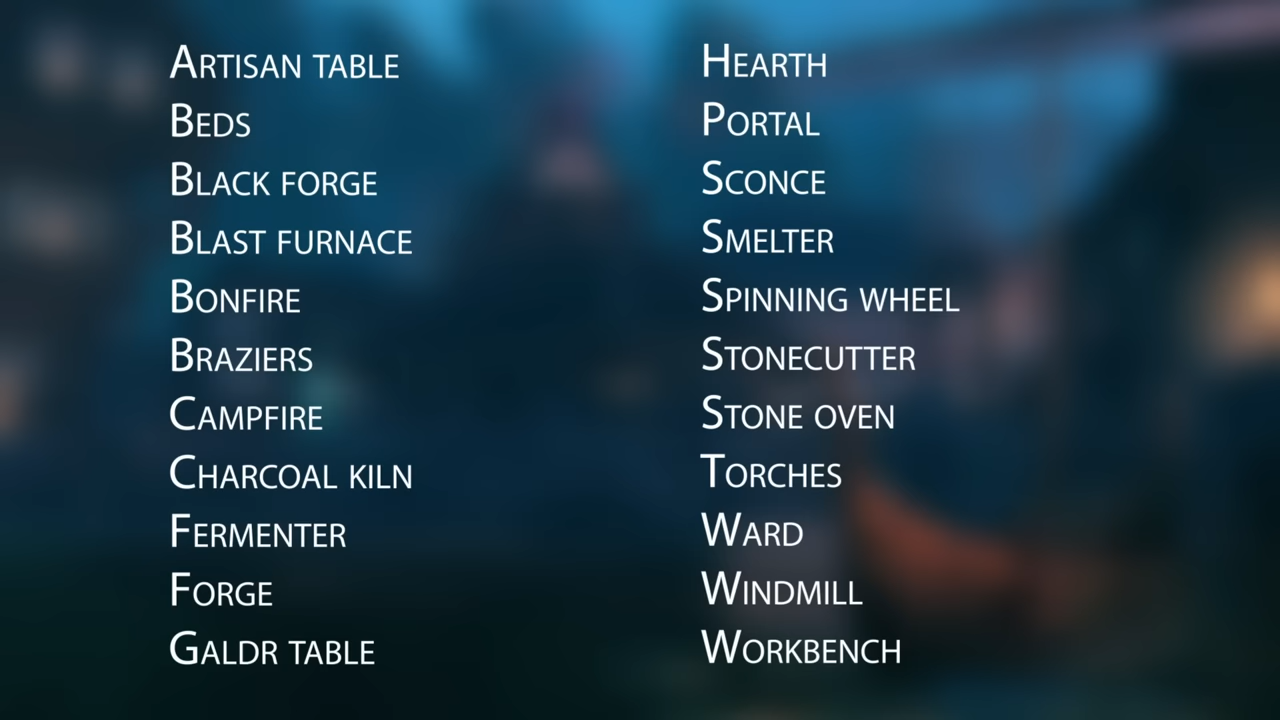 Artisan table
Beds
Black forge
Blast furnace
Bonfire
Braziers
Campfire
Charcoal kiln
Fermenter
Forge
Galdr table
Hearth
Portal
Sconce
Smelter
Spinning wheel
Stonecutter
Stone oven
Torches
Ward
Windmill
Workbench